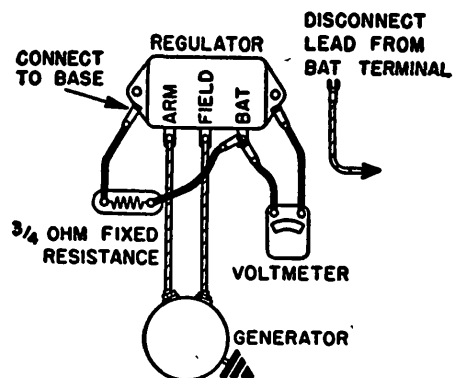 DISCONNECT
LEAD FROM
BAT TERMINAL
REGULATOR
CONNECT
TO BASE
ARM
FIELD
BAT
3/4 OHM FIXED
RESISTANCE
VOLTMETER
GENERATOR